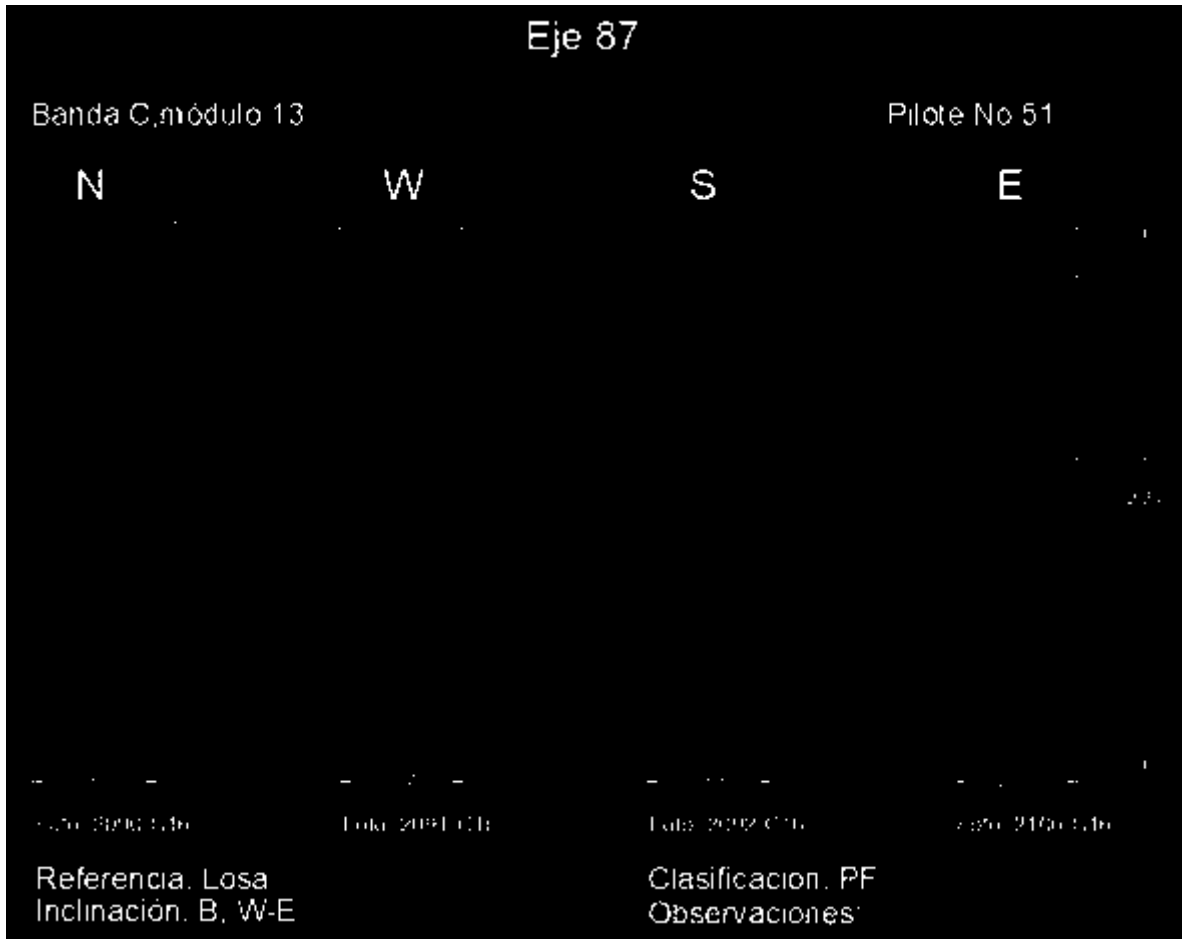 Eje 87
Banda C,módulo 13 Pilote No 51
N W S E
Referencia. Losa Clasificacion. PF
Inclinación. B, W-E Observaciones: